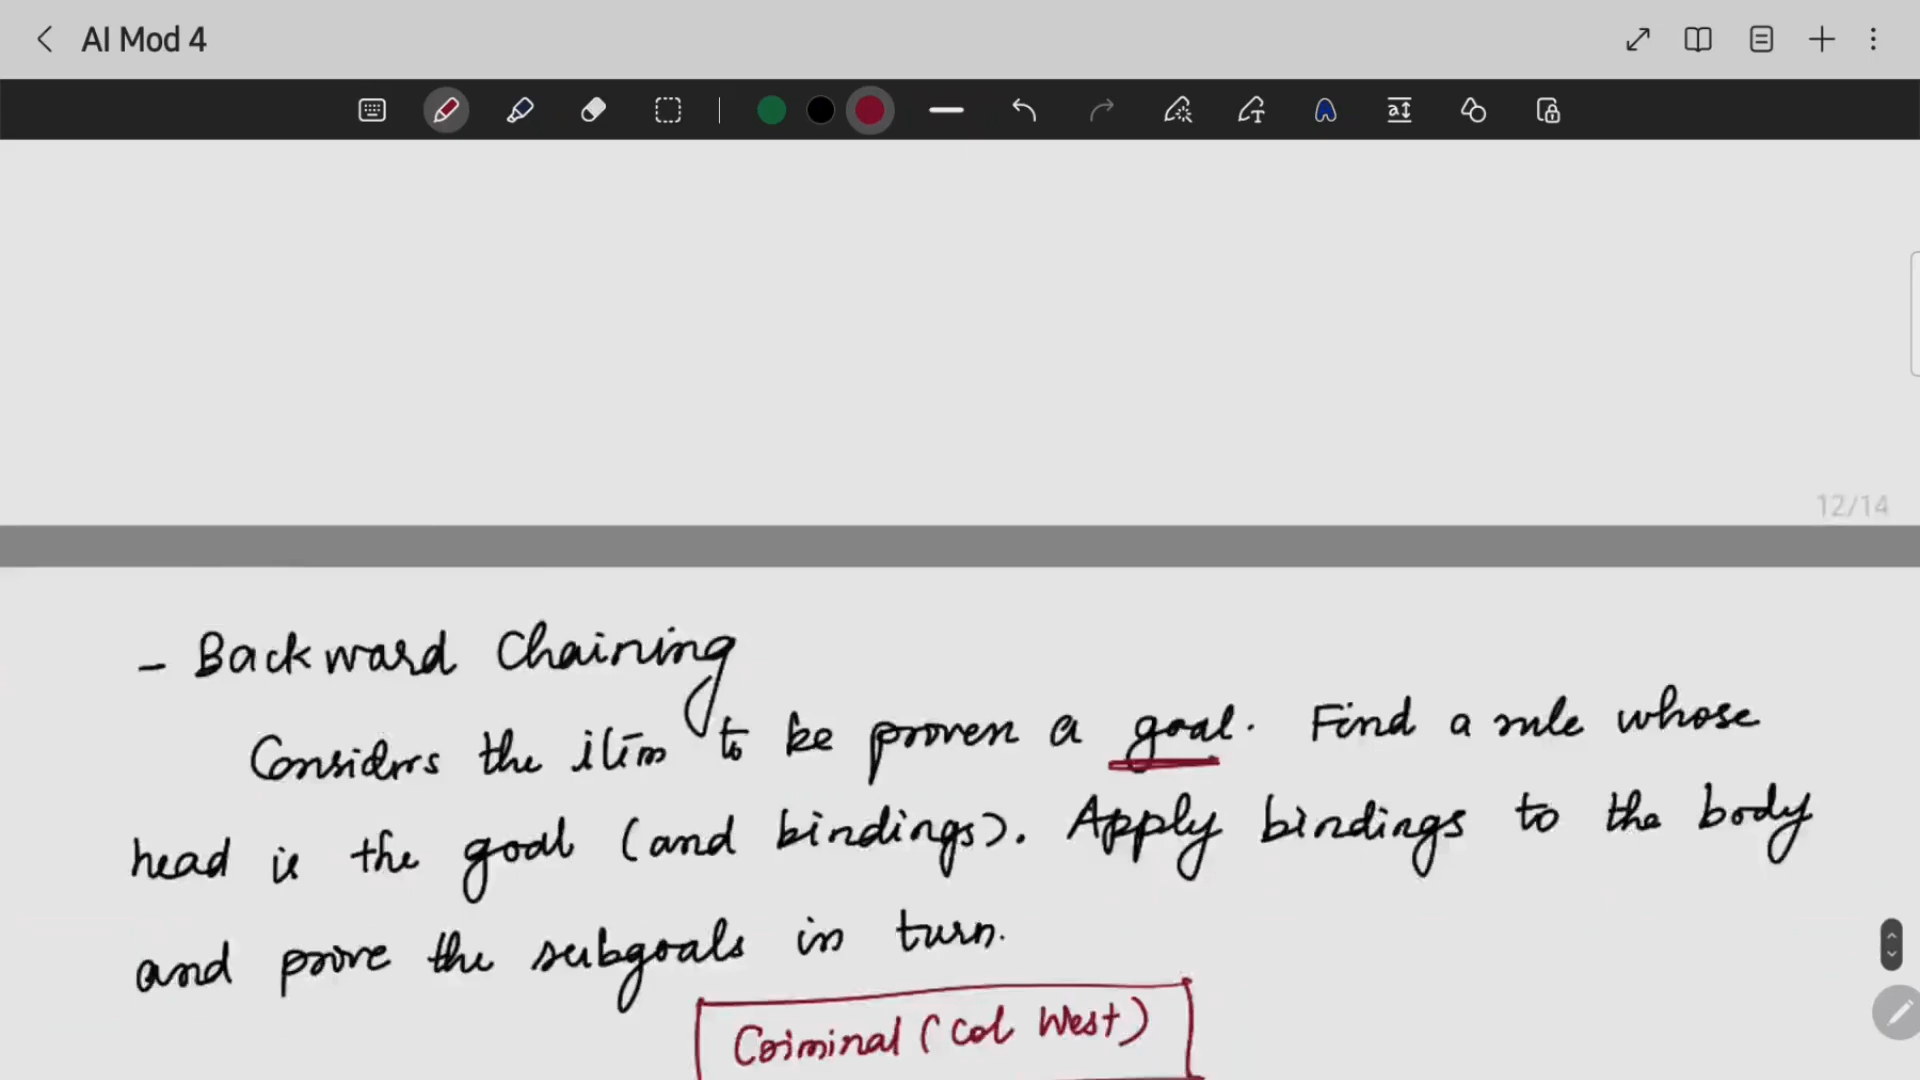 AI Mod 4
12/14
- Backward Chaining
Considers the item to be proven a goal. Find a rule whose
head is the goal (and bindings). Apply bindings to the body
and prove the subgoals in turn.
Criminal (Col West)